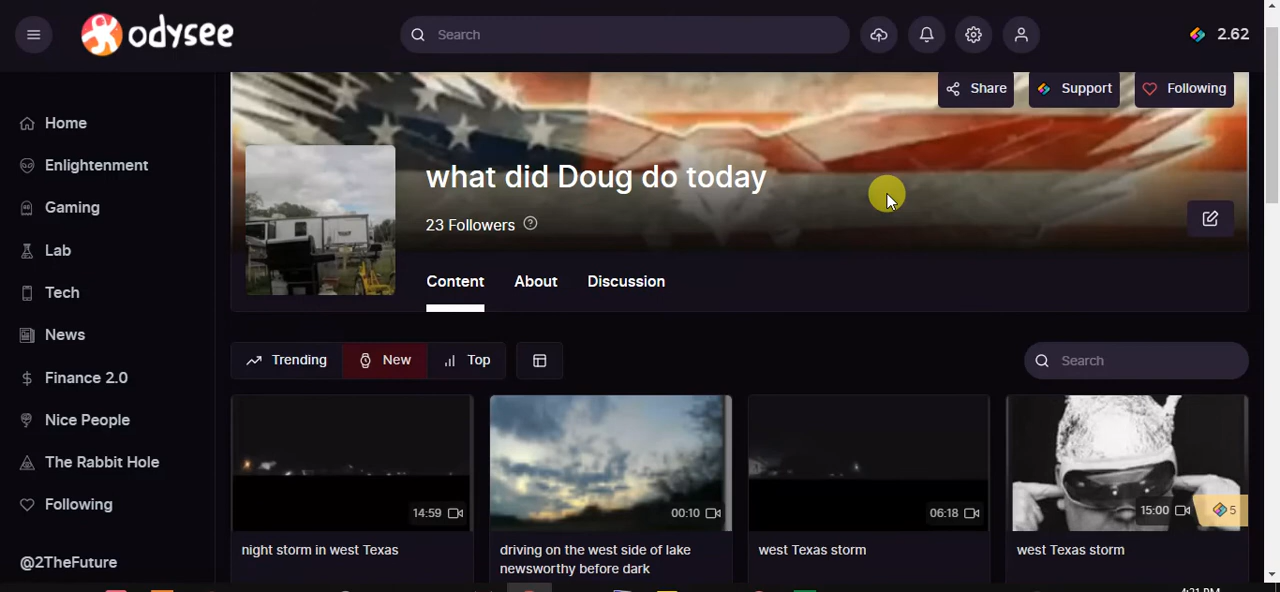 odysee
Search
2.62
Home
Enlightenment
Gaming
Lab
Tech
News
Finance 2.0
Nice People
The Rabbit Hole
Following
@2TheFuture
Share
Support
Following
what did Doug do today
23 Followers
Content
About
Discussion
Trending
New
Top
Search
14:59
night storm in west Texas
00:10
driving on the west side of lake
newsworthy before dark
06:18
west Texas storm
15:00
5
west Texas storm
4:21 PM